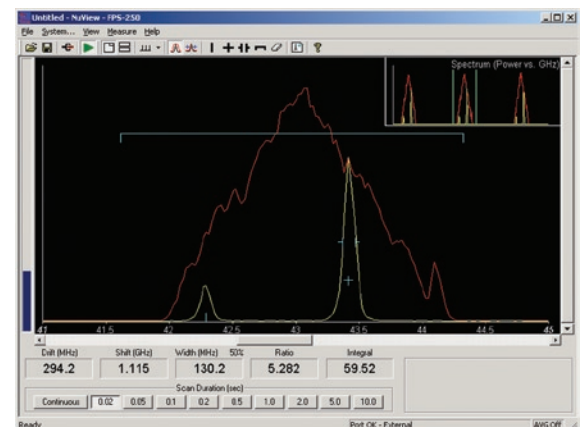 Untitled - NuView - FPS-250
File System... View Measure Help
Spectrum (Power vs. GHz)
41 41.5 42 42.5 43 43.5 44 44.5 45
Drift (MHz) Shift (GHz) Width (MHz) 50% Ratio Integral
294.2 1.115 130.2 5.282 59.52
Scan Duration (sec)
Continuous 0.02 0.05 0.1 0.2 0.5 1.0 2.0 5.0 10.0
Ready Port OK - External AVG Off